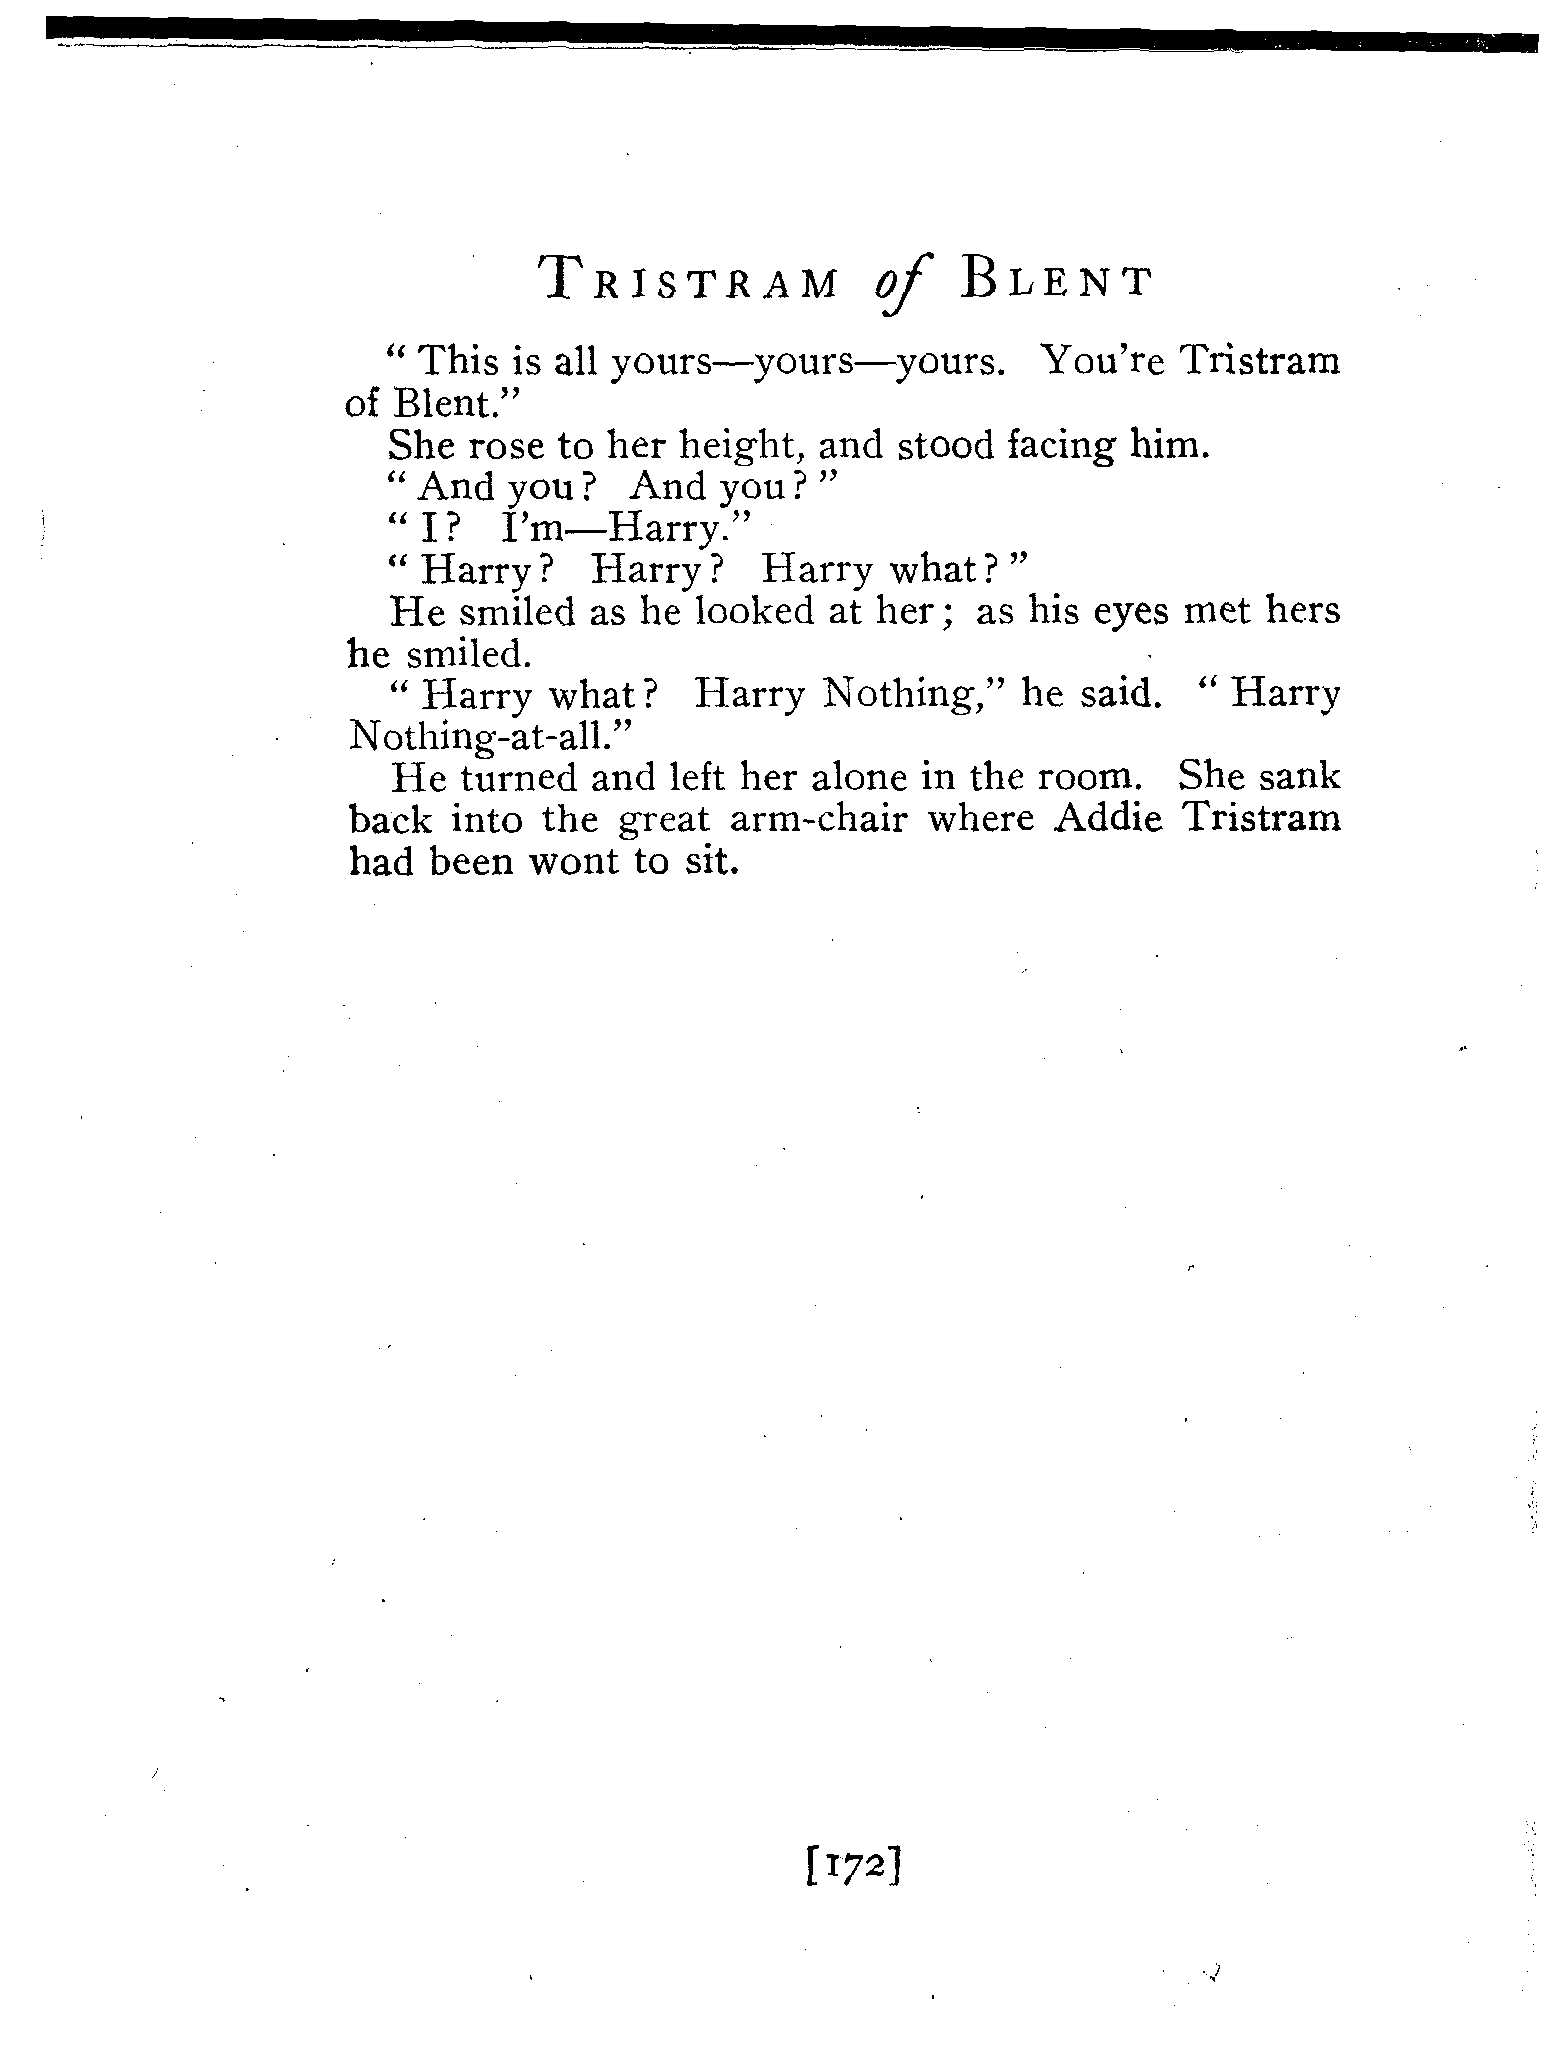 TRISTRAM of BLENT
“ This is all yours—yours—yours. You're Tristram
of Blent.”
She rose to her height, and stood facing him.
“ And you? And you? ”
“ I? I'm—Harry.”
“ Harry? Harry? Harry what? ”
He smiled as he looked at her; as his eyes met hers
he smiled.
“ Harry what? Harry Nothing,” he said. “ Harry
Nothing-at-all.”
He turned and left her alone in the room. She sank
back into the great arm-chair where Addie Tristram
had been wont to sit.
[172]